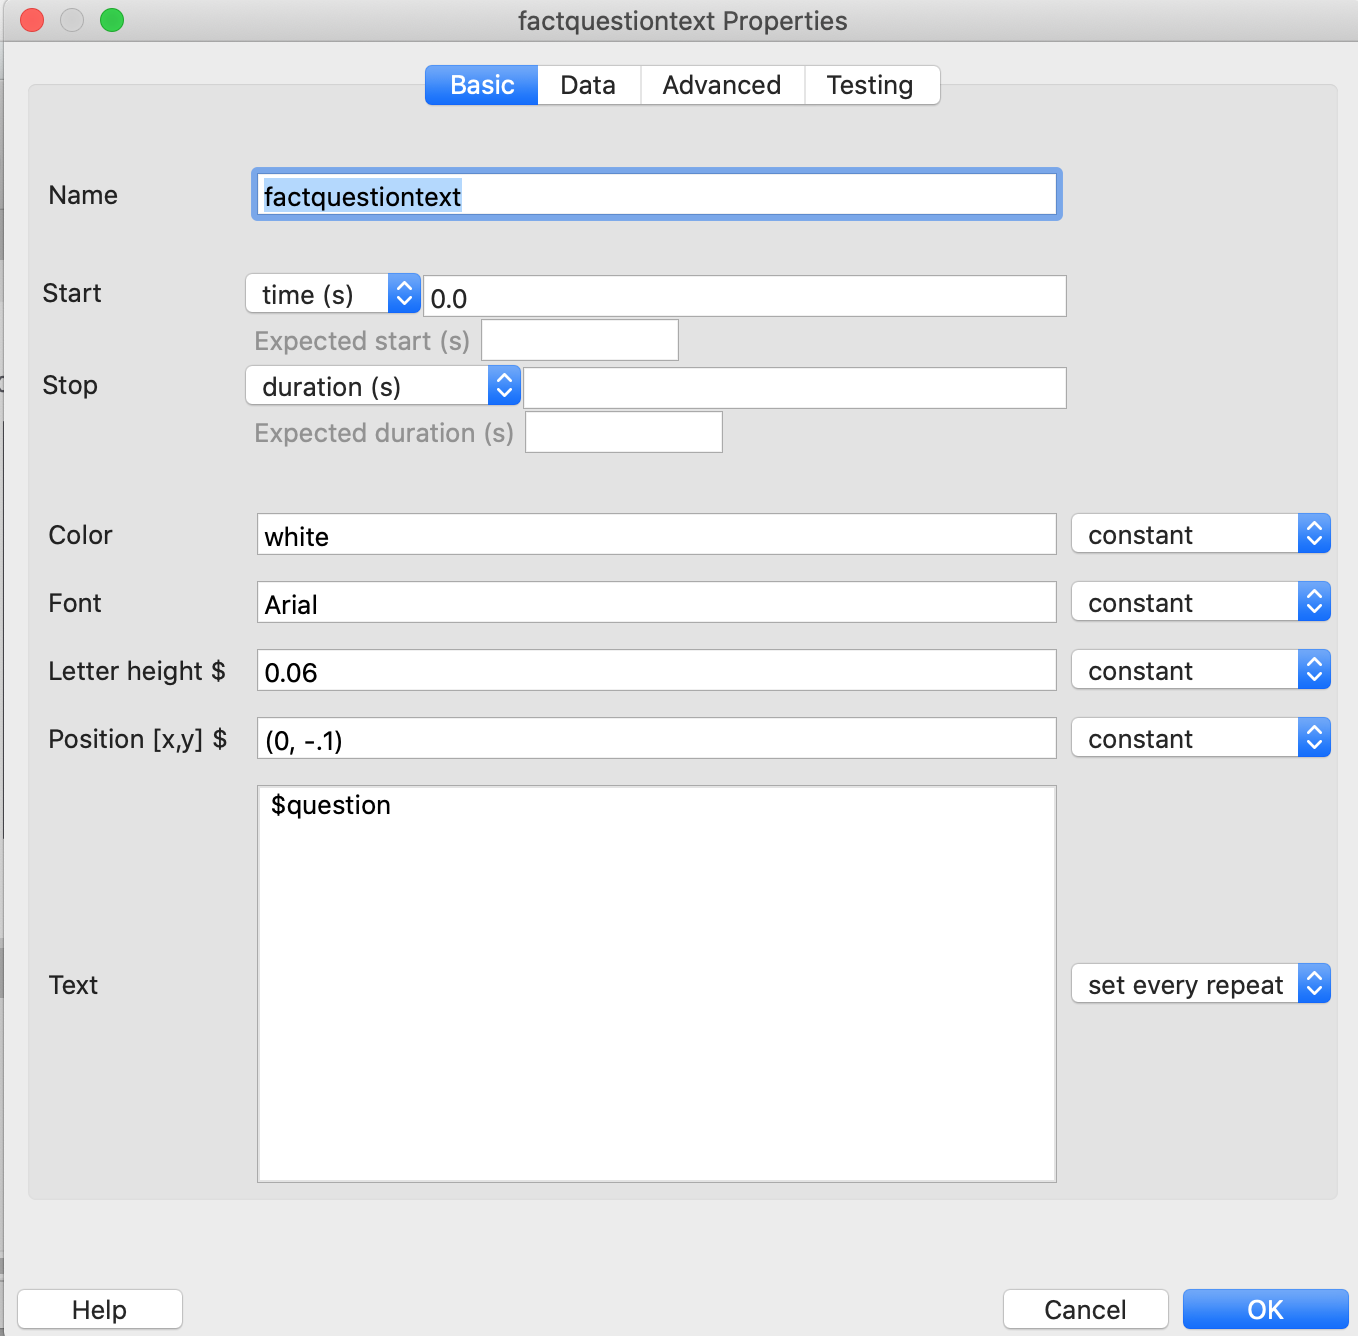 factquestiontext Properties
Basic Data Advanced Testing
Name factquestiontext
Start time (s) 0.0
Expected start (s)
Stop duration (s)
Expected duration (s)
Color white constant
Font Arial constant
Letter height $ 0.06 constant
Position [x,y] $ (0, -.1) constant
$question
Text set every repeat
Help Cancel OK